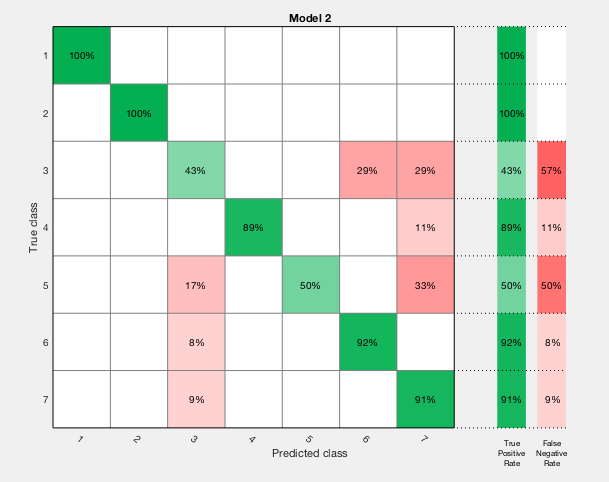 Model 2
1 100% 100%
2 100% 100%
3 43% 29% 29% 43% 57%
4 89% 11% 89% 11%
5 17% 50% 33% 50% 50%
6 8% 92% 92% 8%
7 9% 91% 91% 9%
True class
1 2 3 4 5 6 7
Predicted class
True
Positive
Rate
False
Negative
Rate